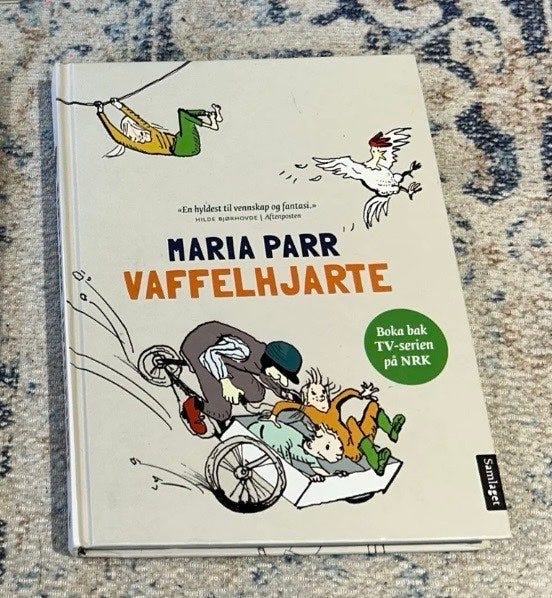 «En hyldest til vennskap og fantasi.»
HILDE BJØRHOVDE | Aftenposten
MARIA PARR
VAFFELHJARTE
Boka bak
TV-serien
på NRK
Samlaget